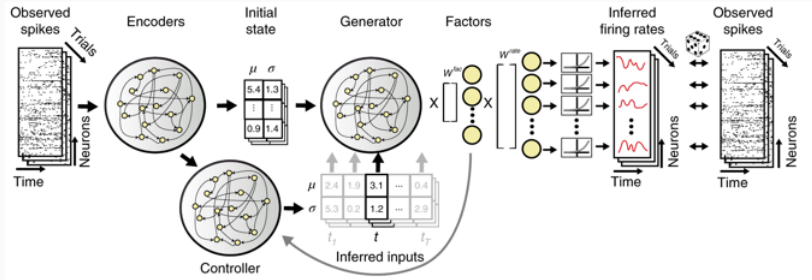 Observed
spikes
Trials
Neurons
Time
Encoders
Initial
state
μ σ
5.4 1.3
⋮ ⋮
0.9 1.4
Generator
Factors
X
W^fac
X
W^rate
Inferred
firing rates
Trials
Neurons
Time
Observed
spikes
Trials
Neurons
Time
Controller
μ 2.4 1.9 3.1 ... 0.4
σ 5.3 0.2 1.2 ... 2.9
t₁ t t_T
Inferred inputs